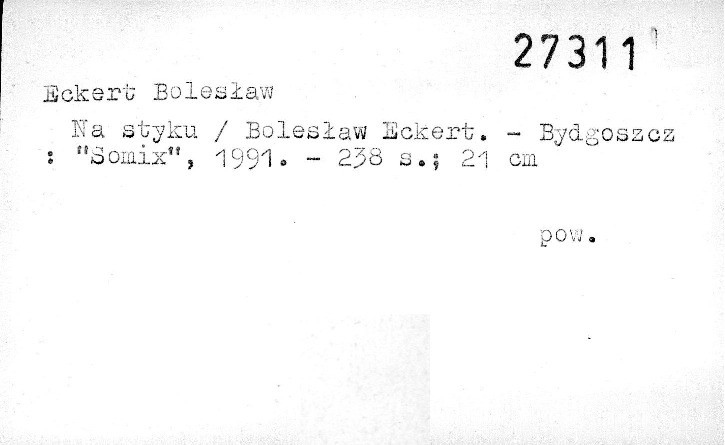 27311
Eckert Bolesław
Na styku / Bolesław Eckert. - Bydgoszcz
: "Somix", 1991. - 238 s.; 21 cm
pow.